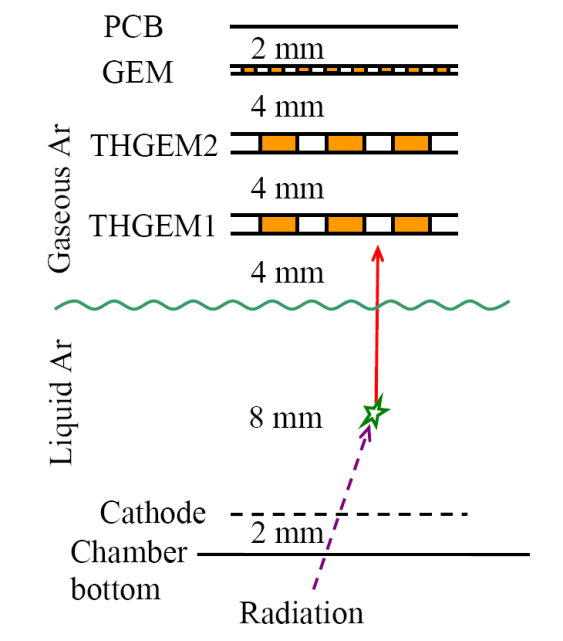 PCB
2 mm
GEM
4 mm
THGEM2
4 mm
THGEM1
4 mm
Gaseous Ar
Liquid Ar
8 mm
Cathode
2 mm
Chamber
bottom
Radiation